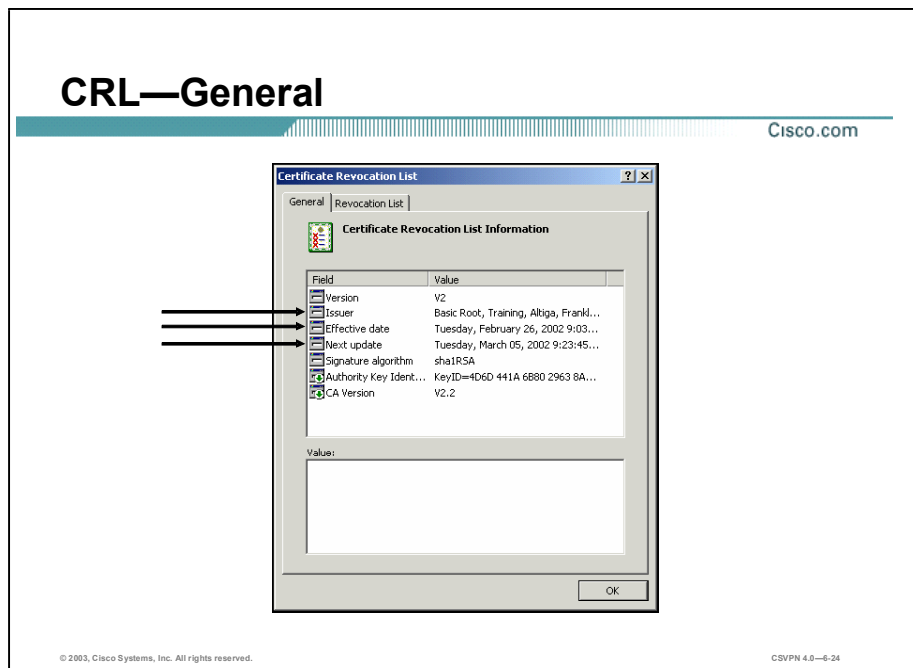 CRL—General
Cisco.com
Certificate Revocation List
General Revocation List
Certificate Revocation List Information
Field Value
Version V2
Issuer Basic Root, Training, Altiga, Frankl...
Effective date Tuesday, February 26, 2002 9:03...
Next update Tuesday, March 05, 2002 9:23:45...
Signature algorithm sha1RSA
Authority Key Ident... KeyID=4D6D 441A 6B80 2963 8A...
CA Version V2.2
Value:
OK
© 2003, Cisco Systems, Inc. All rights reserved. CSVPN 4.0—6-24